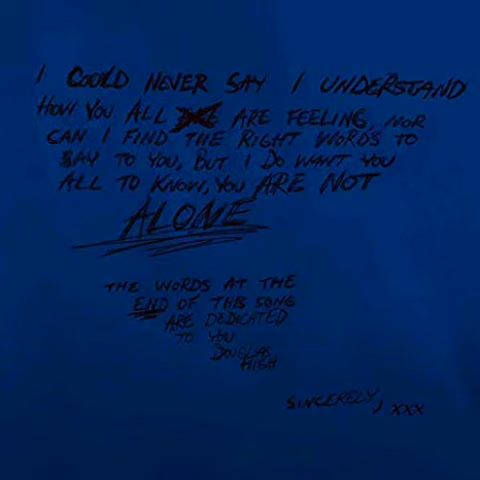 I COULD NEVER SAY I UNDERSTAND
HOW YOU ALL ARE FEELING, NOR
CAN I FIND THE RIGHT WORDS TO
SAY TO YOU, BUT I DO WANT YOU
ALL TO KNOW, YOU ARE NOT
ALONE
THE WORDS AT THE
END OF THIS SONG
ARE DEDICATED
TO YOU
DOUGLAS
HIGH
SINCERELY, XXX